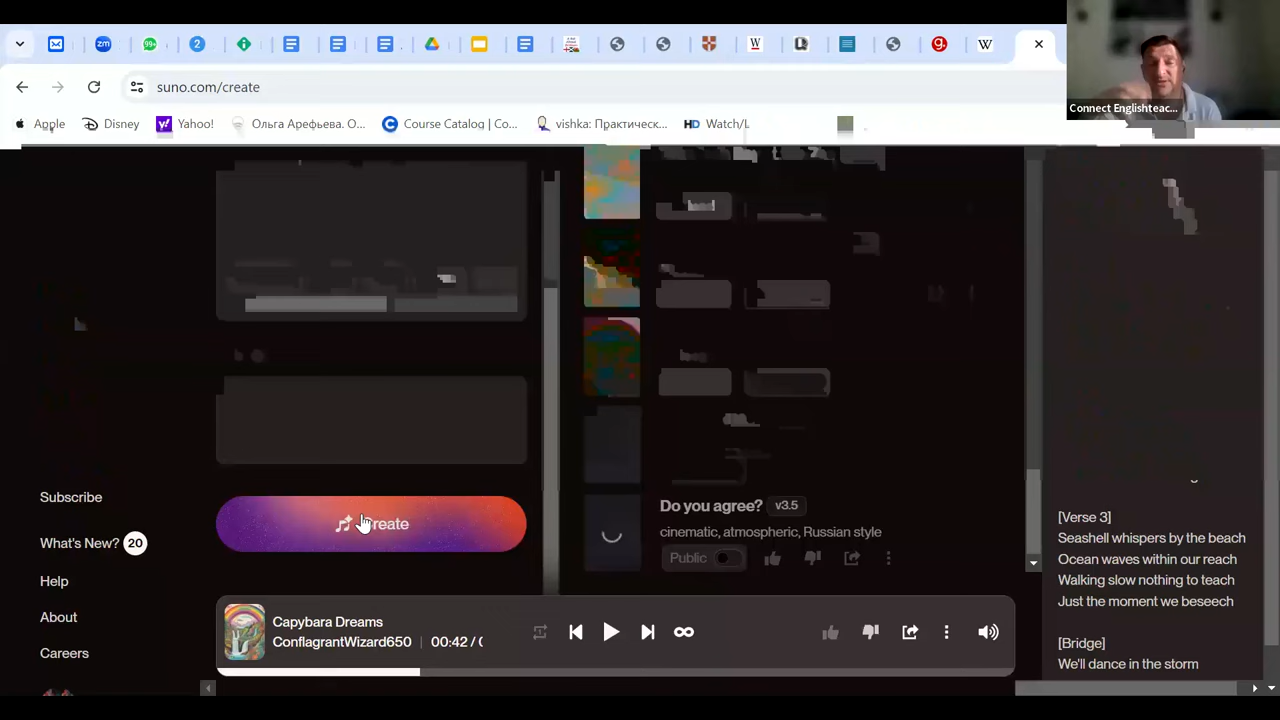 99+
2
W
g.
W
suno.com/create
Connect Englishteac...
Apple
Disney
Yahoo!
Ольга Арефьева. О...
Course Catalog | Co...
vishka: Практическ...
HD Watch/L
Subscribe
What's New? 20
Help
About
Careers
Create
Do you agree? v3.5
cinematic, atmospheric, Russian style
Public
Capybara Dreams
ConflagrantWizard650
00:42 / 0
[Verse 3]
Seashell whispers by the beach
Ocean waves within our reach
Walking slow nothing to teach
Just the moment we beseech
[Bridge]
We'll dance in the storm